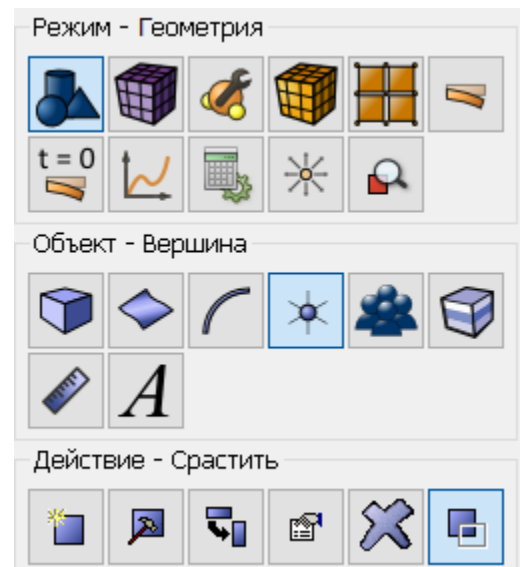 Режим - Геометрия
t = 0
Объект - Вершина
A
Действие - Срастить